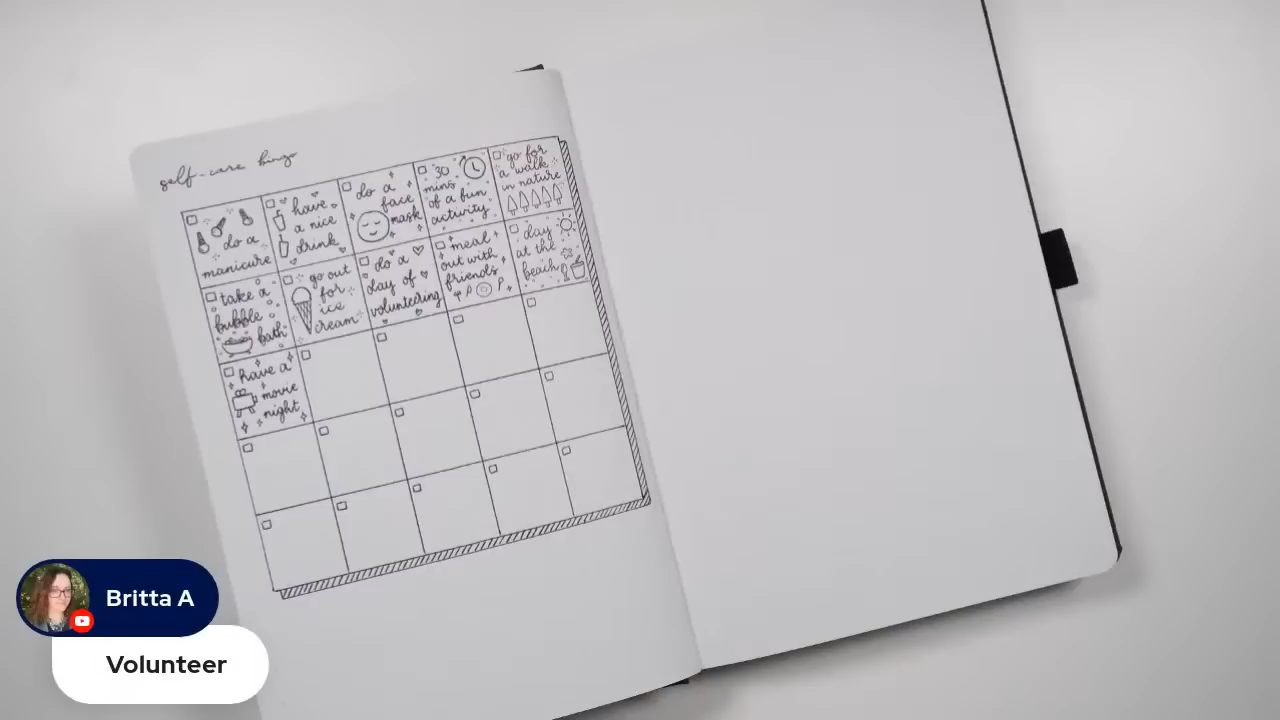 self-care bingo
do a
manicure
have
a nice
drink
do a
face
mask
30
mins
of a fun
activity
go for
a walk
in nature
take a
bubble
bath
go out
for
ice
cream
do a
day of
volunteering
meal
out with
friends
day
at the
beach
have a
movie
night
Britta A
Volunteer